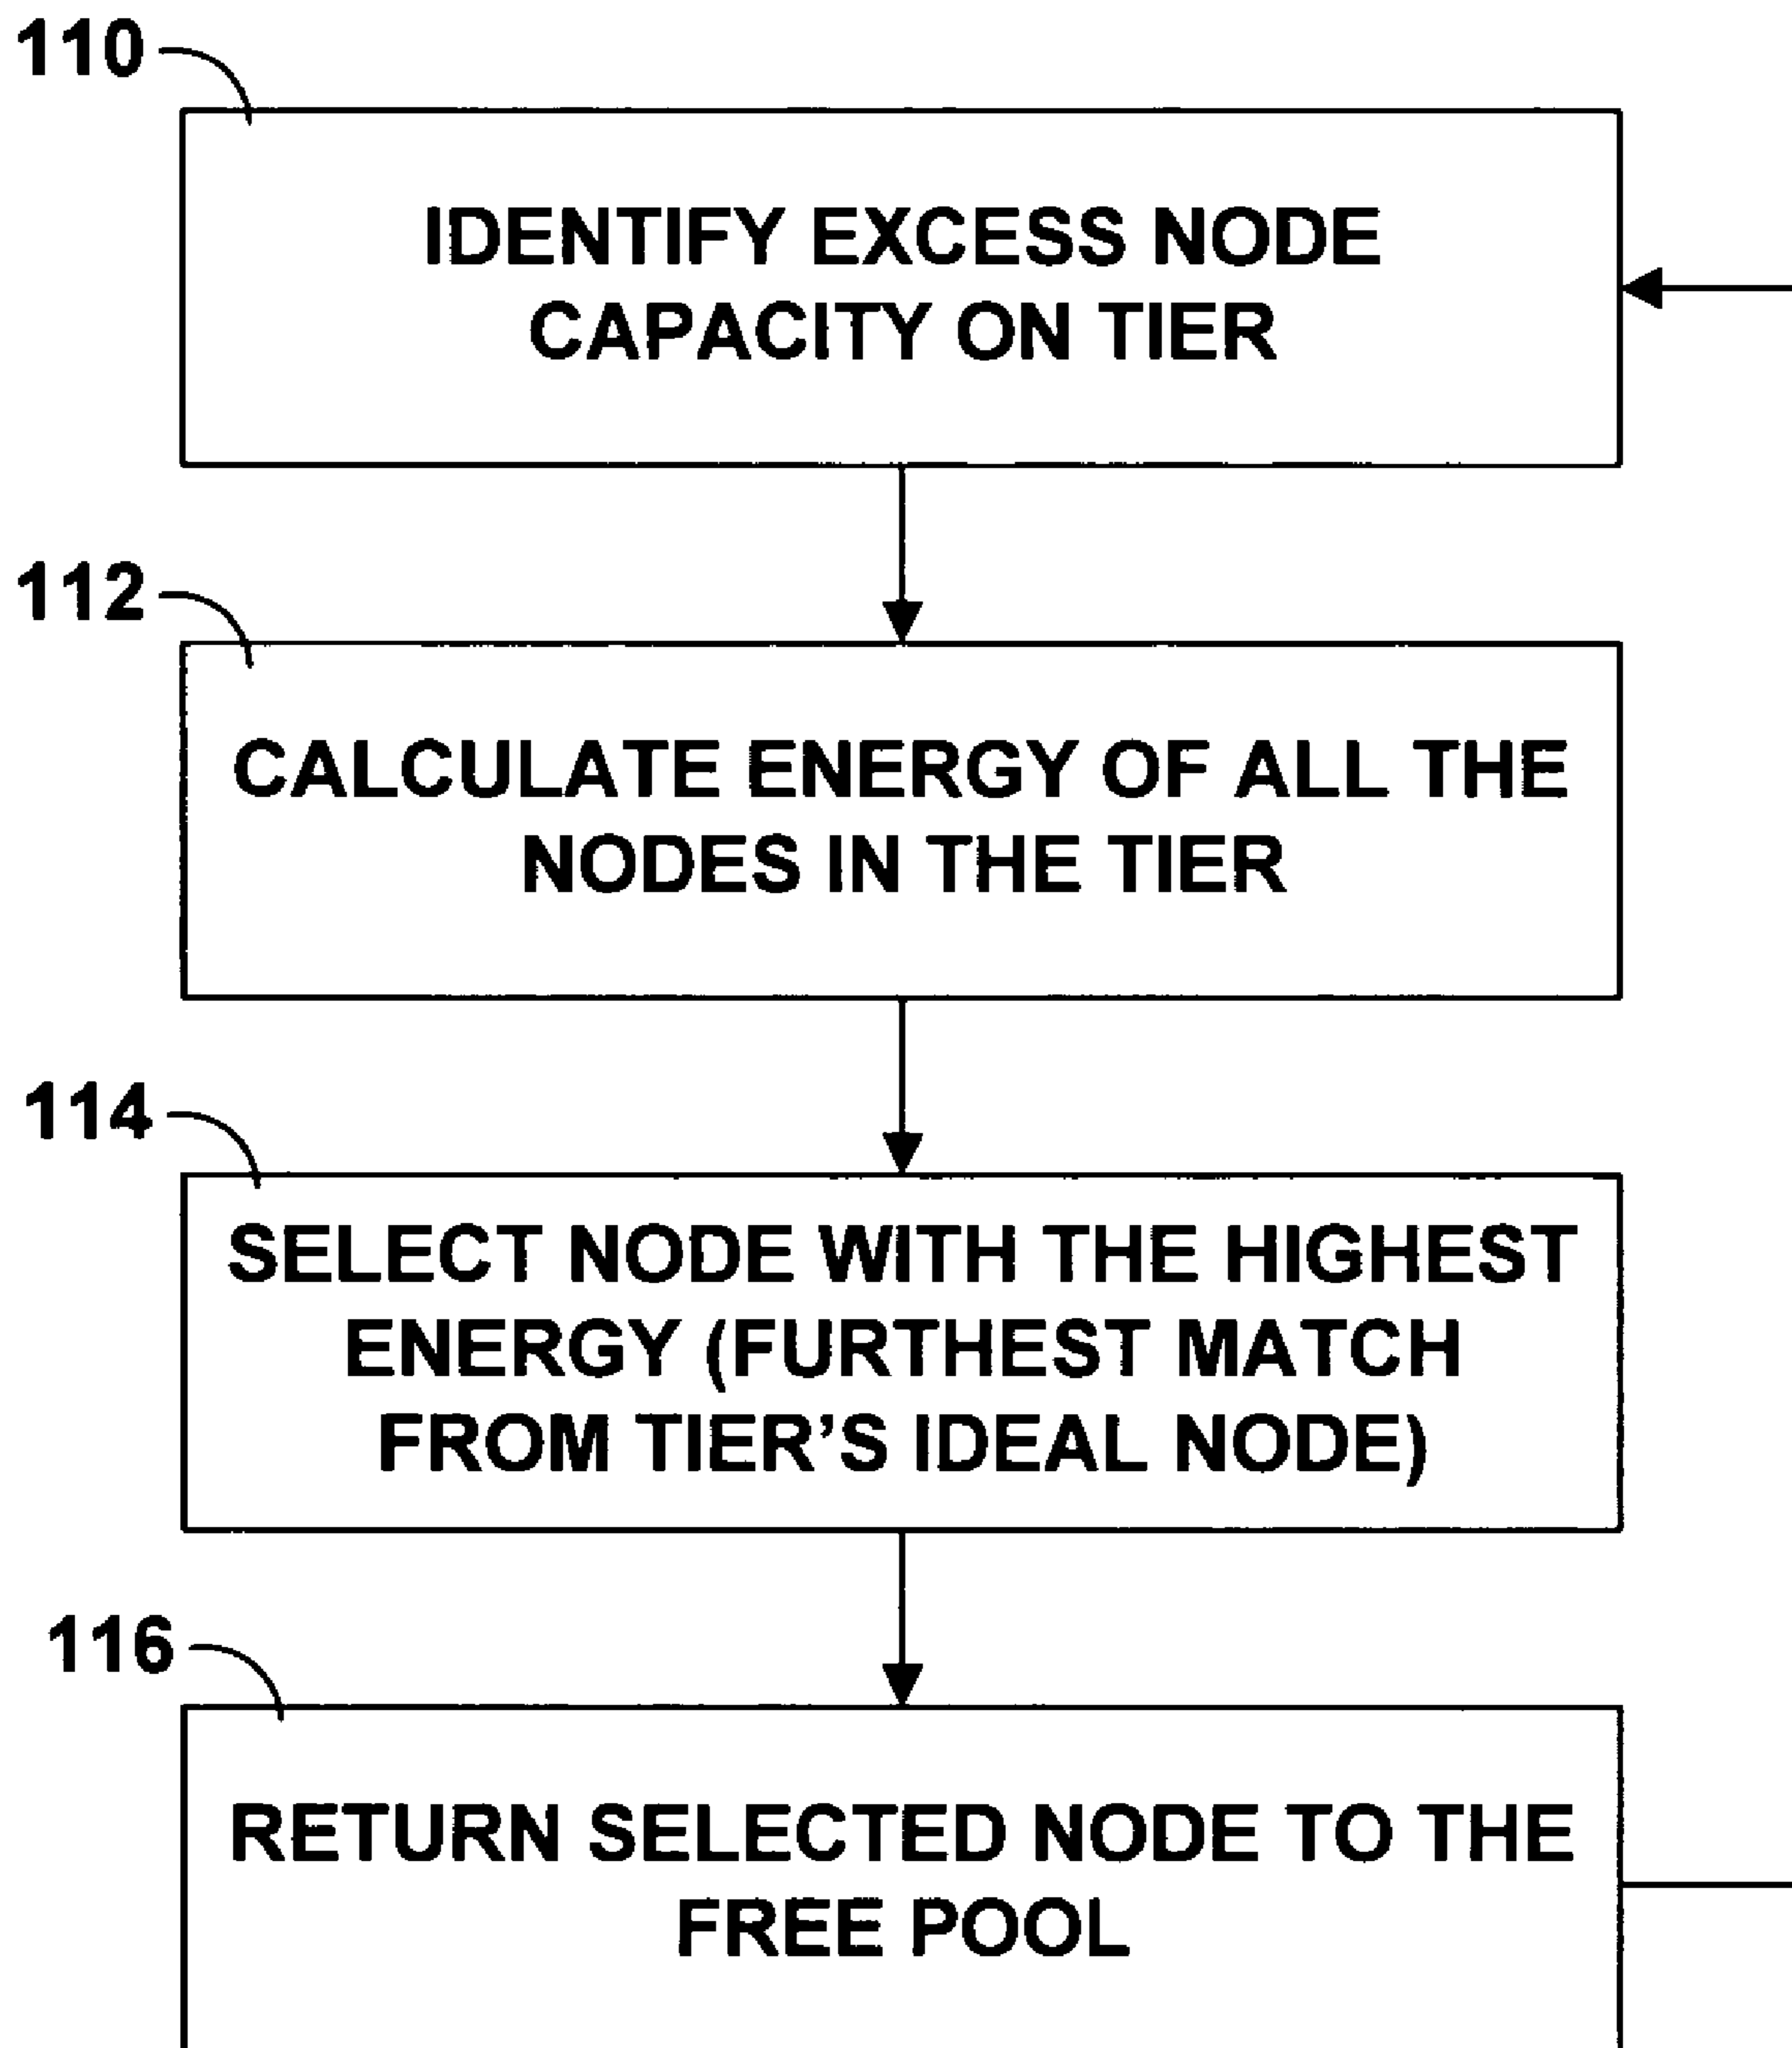 110
IDENTIFY EXCESS NODE
CAPACITY ON TIER
112
CALCULATE ENERGY OF ALL THE
NODES IN THE TIER
114
SELECT NODE WITH THE HIGHEST
ENERGY (FURTHEST MATCH
FROM TIER’S IDEAL NODE)
116
RETURN SELECTED NODE TO THE
FREE POOL